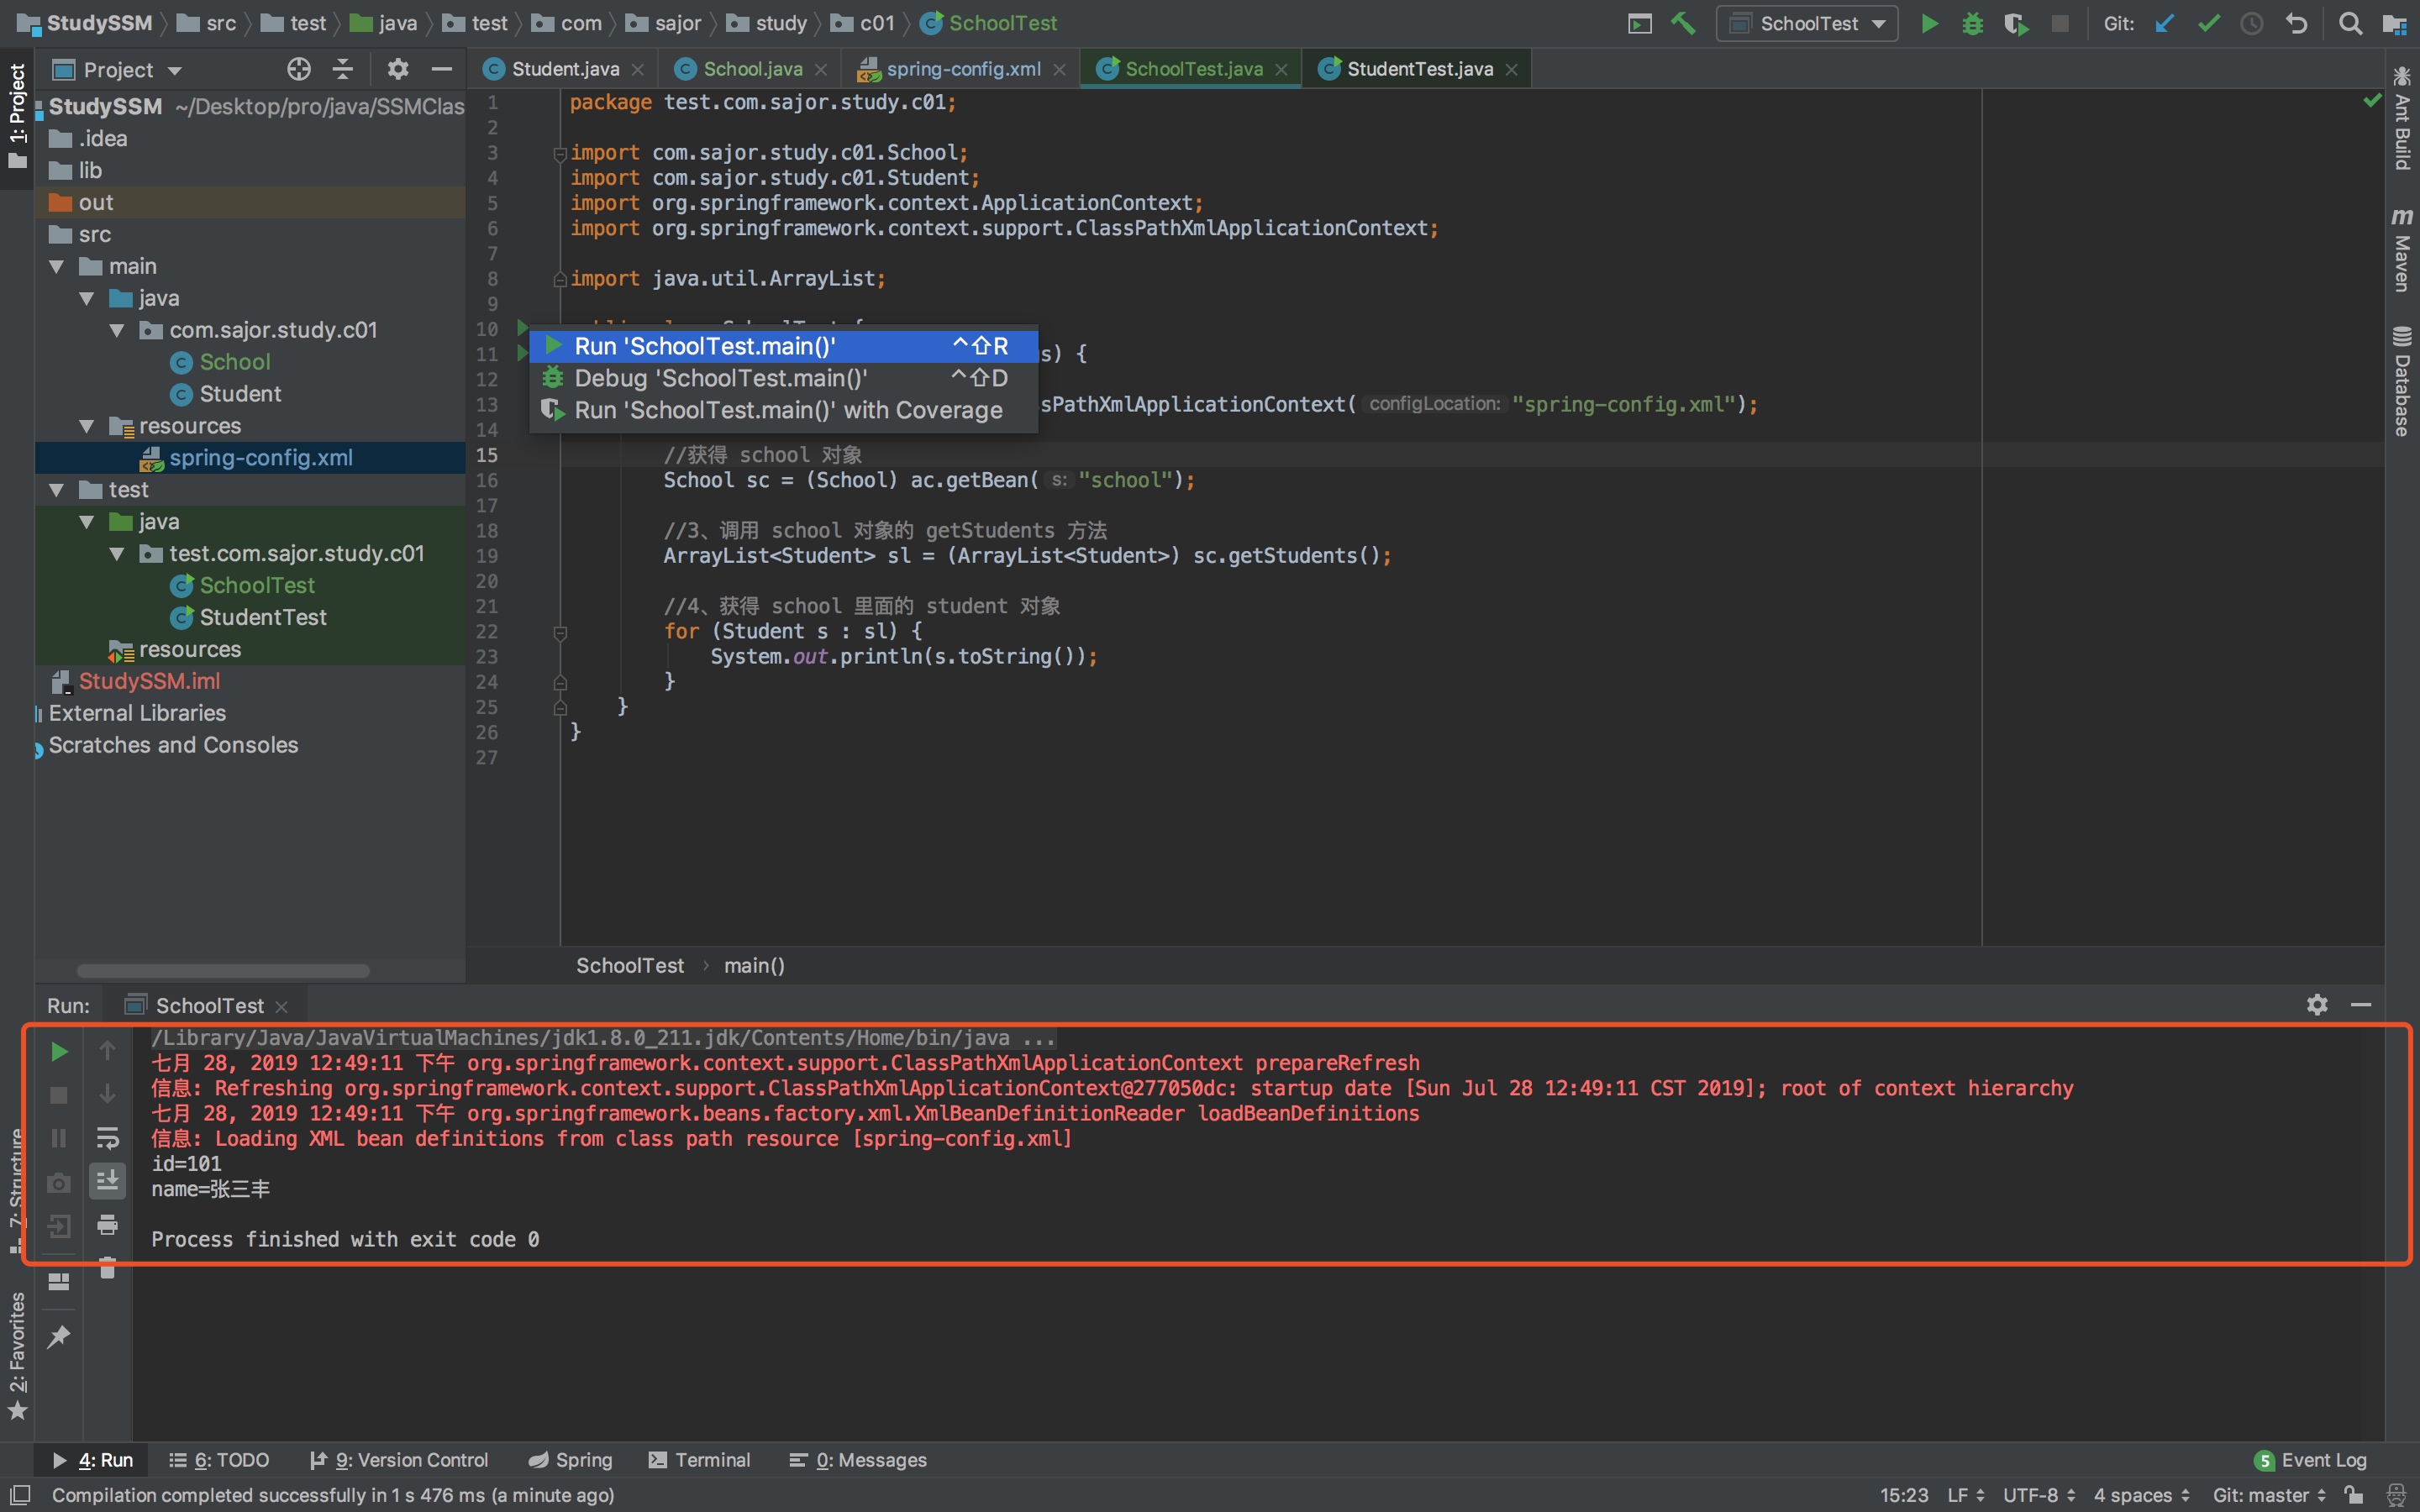 StudySSM src test java test com sajor study c01 SchoolTest SchoolTest Git:
1: Project
Project
Student.java School.java spring-config.xml SchoolTest.java StudentTest.java
StudySSM ~/Desktop/pro/java/SSMClas
.idea
lib
out
src
main
java
com.sajor.study.c01
School
Student
resources
spring-config.xml
test
java
test.com.sajor.study.c01
SchoolTest
StudentTest
resources
StudySSM.iml
External Libraries
Scratches and Consoles
1 package test.com.sajor.study.c01;
2
3 import com.sajor.study.c01.School;
4 import com.sajor.study.c01.Student;
5 import org.springframework.context.ApplicationContext;
6 import org.springframework.context.support.ClassPathXmlApplicationContext;
7
8 import java.util.ArrayList;
9
10
11 s) {
12
13 sPathXmlApplicationContext( configLocation: "spring-config.xml");
14
15 //获得 school 对象
16 School sc = (School) ac.getBean( s: "school");
17
18 //3、调用 school 对象的 getStudents 方法
19 ArrayList<Student> sl = (ArrayList<Student>) sc.getStudents();
20
21 //4、获得 school 里面的 student 对象
22 for (Student s : sl) {
23 System.out.println(s.toString());
24 }
25 }
26 }
27
Run 'SchoolTest.main()' ^⇧R
Debug 'SchoolTest.main()' ^⇧D
Run 'SchoolTest.main()' with Coverage
SchoolTest › main()
Ant Build
m Maven
Database
Run: SchoolTest
/Library/Java/JavaVirtualMachines/jdk1.8.0_211.jdk/Contents/Home/bin/java ...
七月 28, 2019 12:49:11 下午 org.springframework.context.support.ClassPathXmlApplicationContext prepareRefresh
信息: Refreshing org.springframework.context.support.ClassPathXmlApplicationContext@277050dc: startup date [Sun Jul 28 12:49:11 CST 2019]; root of context hierarchy
七月 28, 2019 12:49:11 下午 org.springframework.beans.factory.xml.XmlBeanDefinitionReader loadBeanDefinitions
信息: Loading XML bean definitions from class path resource [spring-config.xml]
id=101
name=张三丰
Process finished with exit code 0
7: Structure
2: Favorites
4: Run 6: TODO 9: Version Control Spring Terminal 0: Messages 5 Event Log
Compilation completed successfully in 1 s 476 ms (a minute ago) 15:23 LF UTF-8 4 spaces Git: master